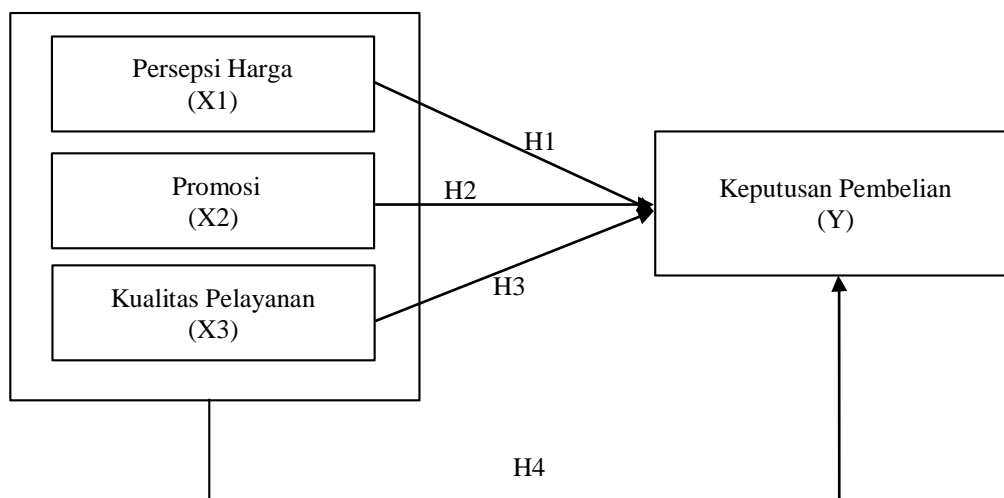 Persepsi Harga
(X1)
Promosi
(X2)
Kualitas Pelayanan
(X3)
H1
H2
H3
Keputusan Pembelian
(Y)
H4